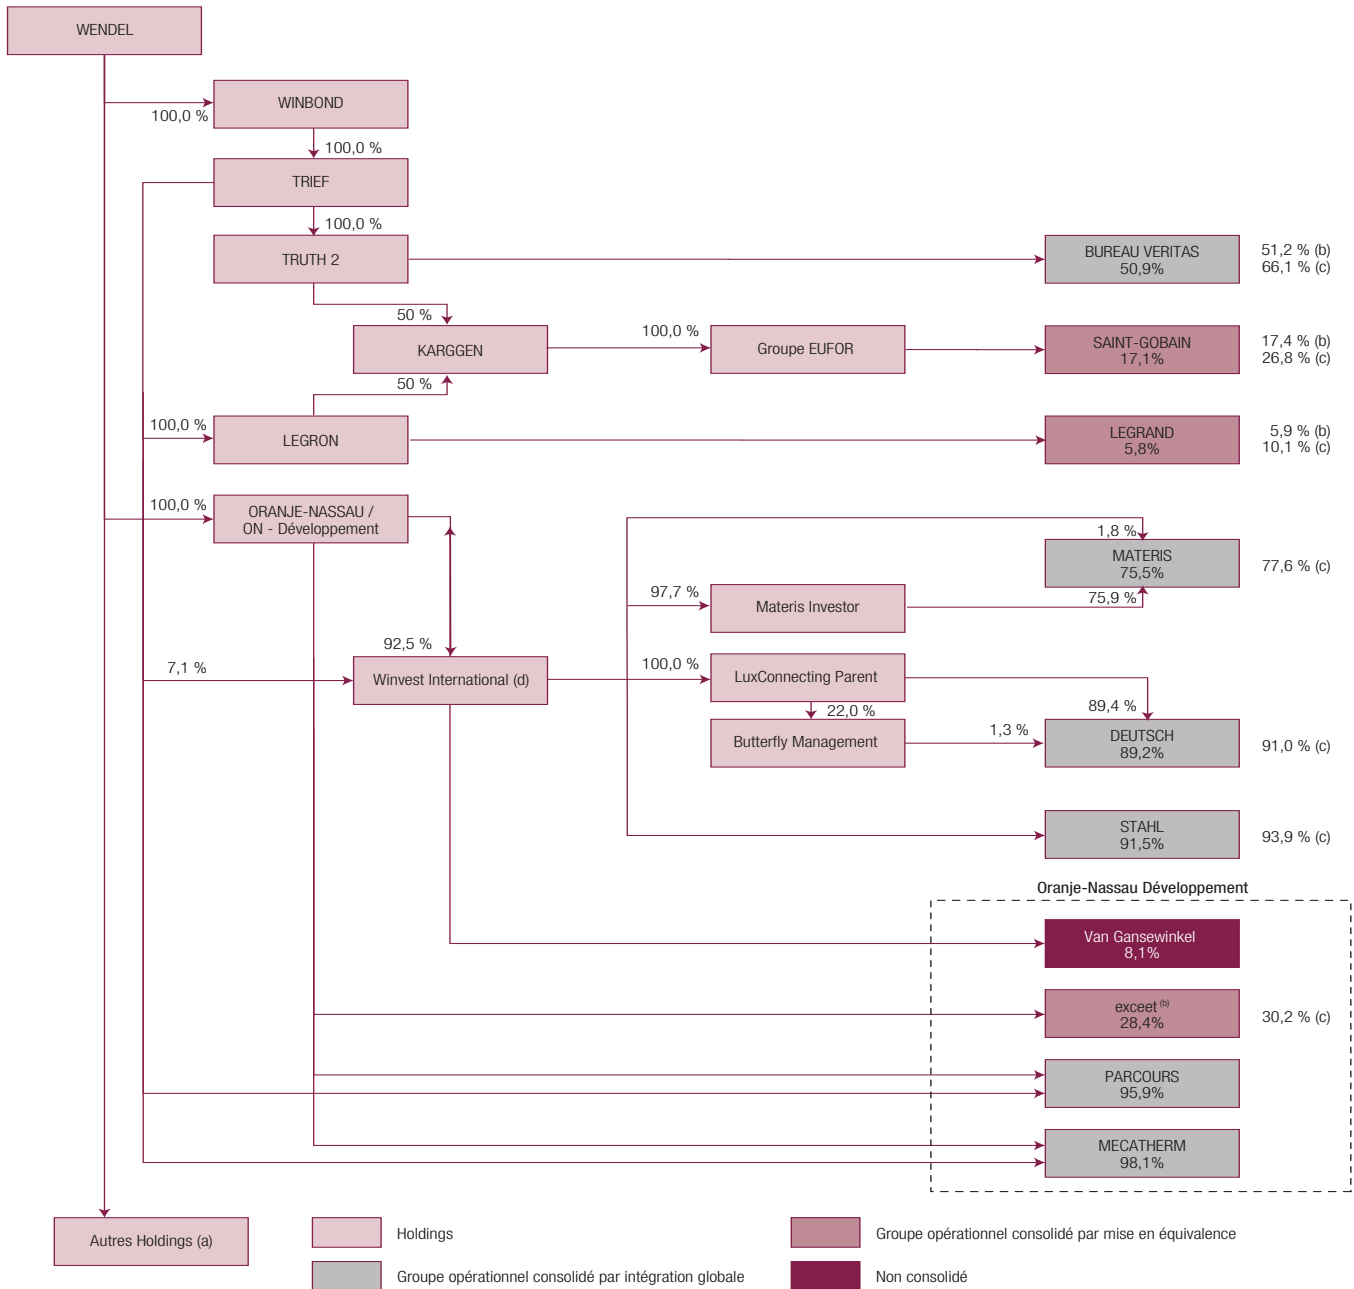 WENDEL
WINBOND
100,0 %
100,0 %
TRIEF
100,0 %
TRUTH 2
BUREAU VERITAS
50,9%
51,2 % (b)
66,1 % (c)
50 %
KARGGEN
100,0 %
Groupe EUFOR
SAINT-GOBAIN
17,1%
17,4 % (b)
26,8 % (c)
50 %
100,0 %
LEGRON
LEGRAND
5,8%
5,9 % (b)
10,1 % (c)
100,0 %
ORANJE-NASSAU /
ON - Développement
1,8%
MATERIS
75,5%
77,6 % (c)
97,7 %
Materis Investor
75,9 %
92,5 %
7,1 %
Winvest International (d)
100,0 %
LuxConnecting Parent
22,0 %
89,4 %
Butterfly Management
1,3 %
DEUTSCH
89,2%
91,0 % (c)
STAHL
91,5%
93,9 % (c)
Oranje-Nassau Développement
Van Gansewinkel
8,1%
exceet (b)
28,4%
30,2 % (c)
PARCOURS
95,9%
MECATHERM
98,1%
Autres Holdings (a)
Holdings
Groupe opérationnel consolidé par mise en équivalence
Groupe opérationnel consolidé par intégration globale
Non consolidé